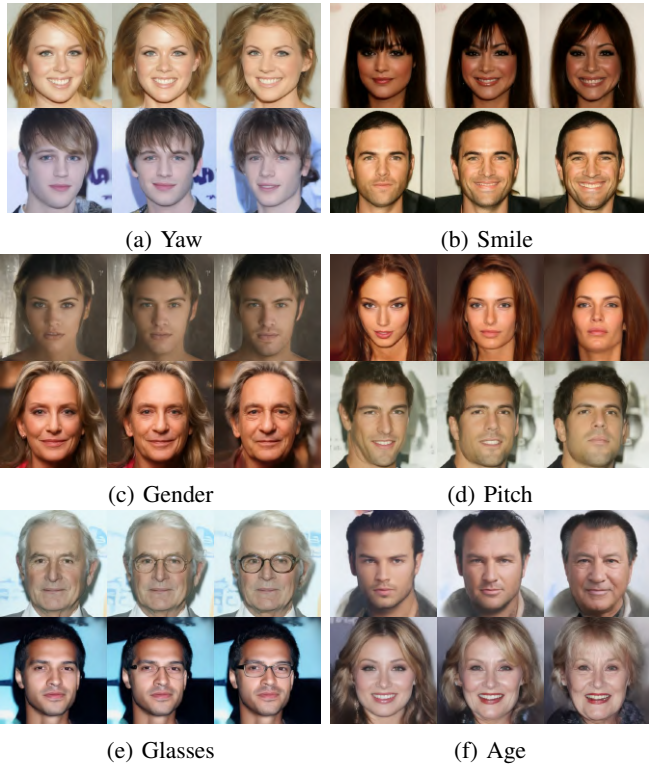 (a) Yaw
(b) Smile
(c) Gender
(d) Pitch
(e) Glasses
(f) Age